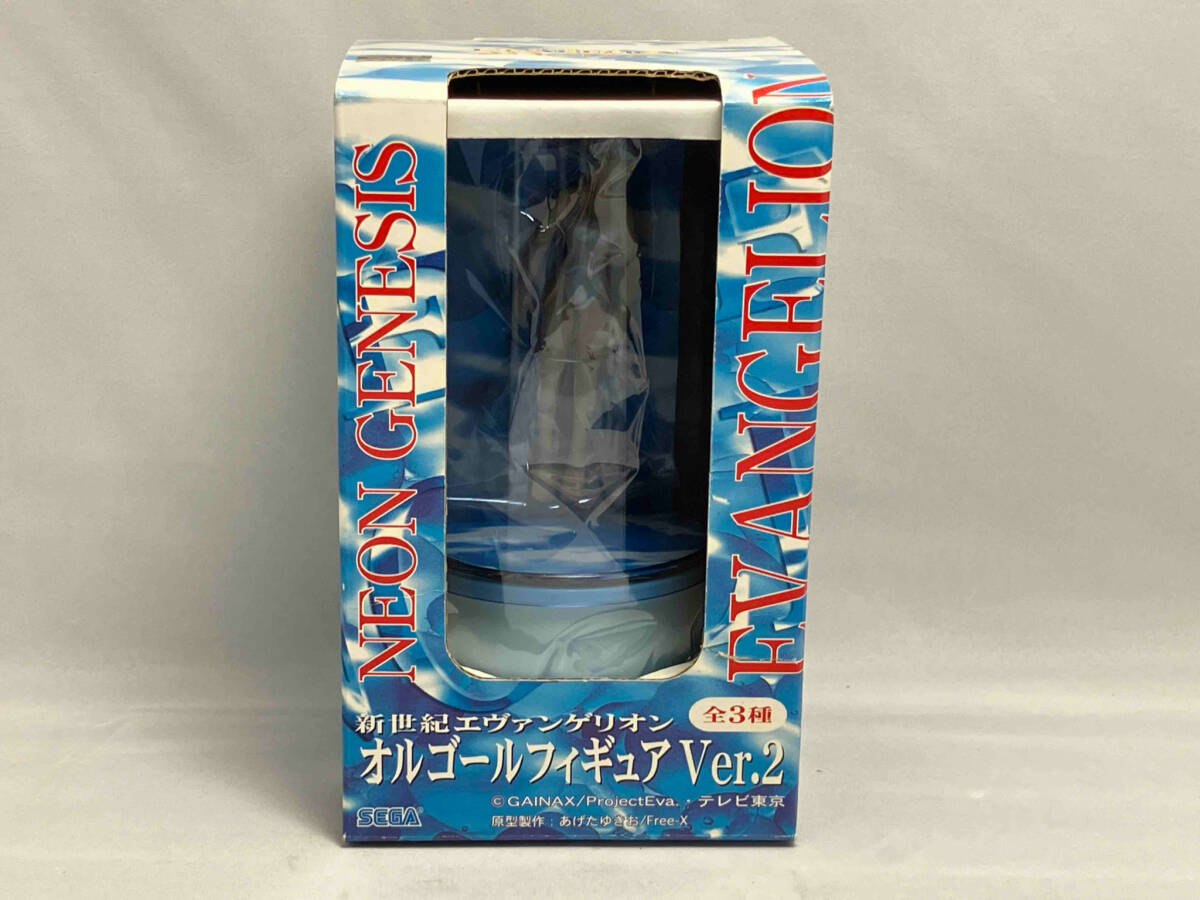 NEON GENESIS
EVANGELION
新世紀エヴァンゲリオン
全3種
オルゴールフィギュア Ver.2
©GAINAX/ProjectEva.・テレビ東京
SEGA
原型製作：あげたゆきお/Free-X